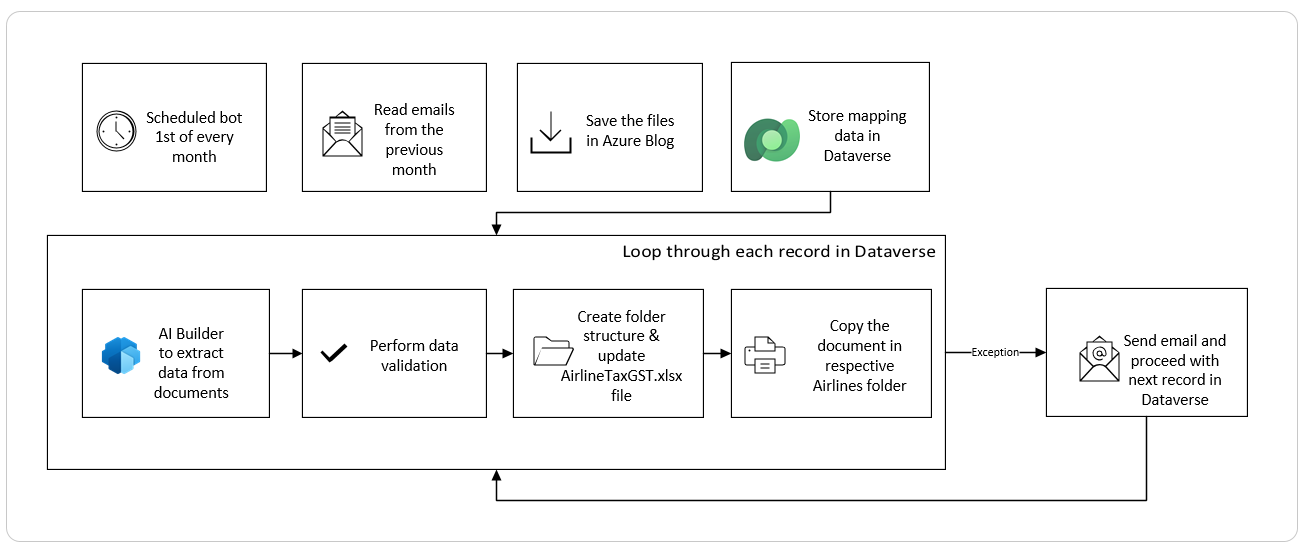 Scheduled bot
1st of every
month
Read emails
from the
previous
month
Save the files
in Azure Blog
Store mapping
data in
Dataverse
Loop through each record in Dataverse
AI Builder
to extract
data from
documents
Perform data
validation
Create folder
structure &
update
AirlineTaxGST.xlsx
file
Copy the
document in
respective
Airlines folder
Exception
Send email and
proceed with
next record in
Dataverse